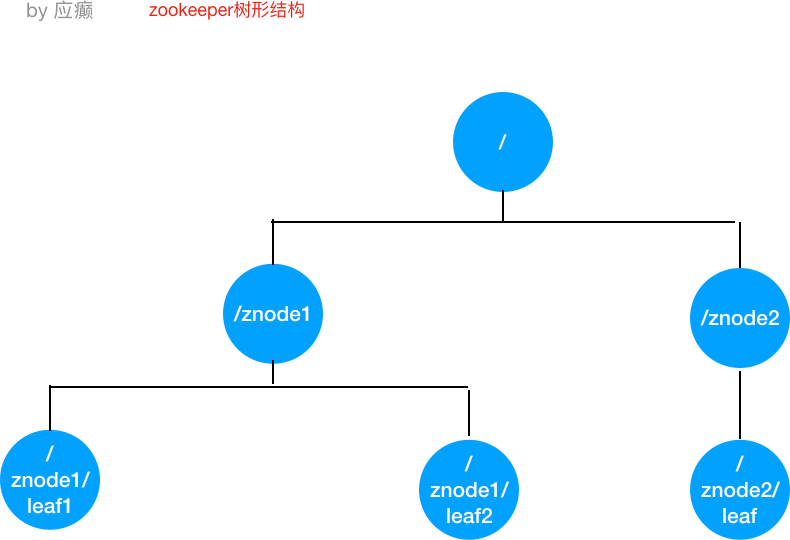 by 应癫
zookeeper树形结构
/
/znode1
/znode2
/
znode1/
leaf1
/
znode1/
leaf2
/
znode2/
leaf